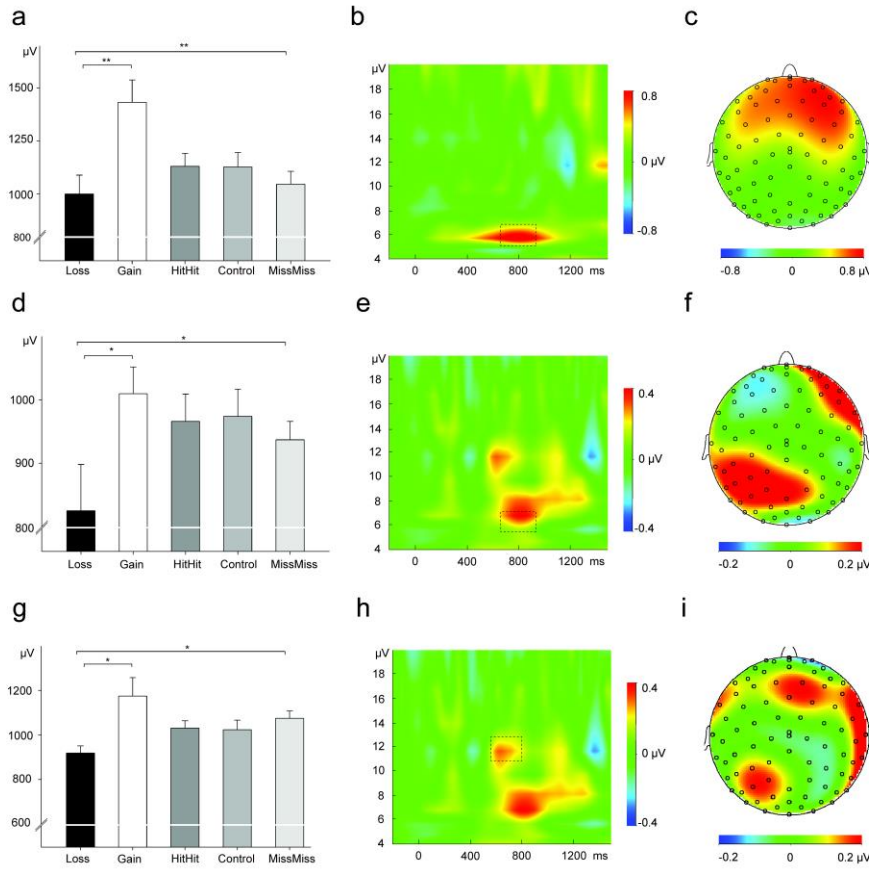 a
b
c
µV
**
**
1500
1250
1000
800
Loss
Gain
HitHit
Control
MissMiss
µV
18
16
14
12
10
8
6
4
0
400
800
1200
ms
0.8
0 µV
-0.8
-0.8
0
0.8 µV
d
e
f
µV
*
*
1000
900
800
Loss
Gain
HitHit
Control
MissMiss
µV
18
16
14
12
10
8
6
4
0
400
800
1200
ms
0.4
0 µV
-0.4
-0.2
0
0.2 µV
g
h
i
µV
*
*
1200
1000
800
600
Loss
Gain
HitHit
Control
MissMiss
µV
18
16
14
12
10
8
6
4
0
400
800
1200
ms
0.4
0 µV
-0.4
-0.2
0
0.2 µV